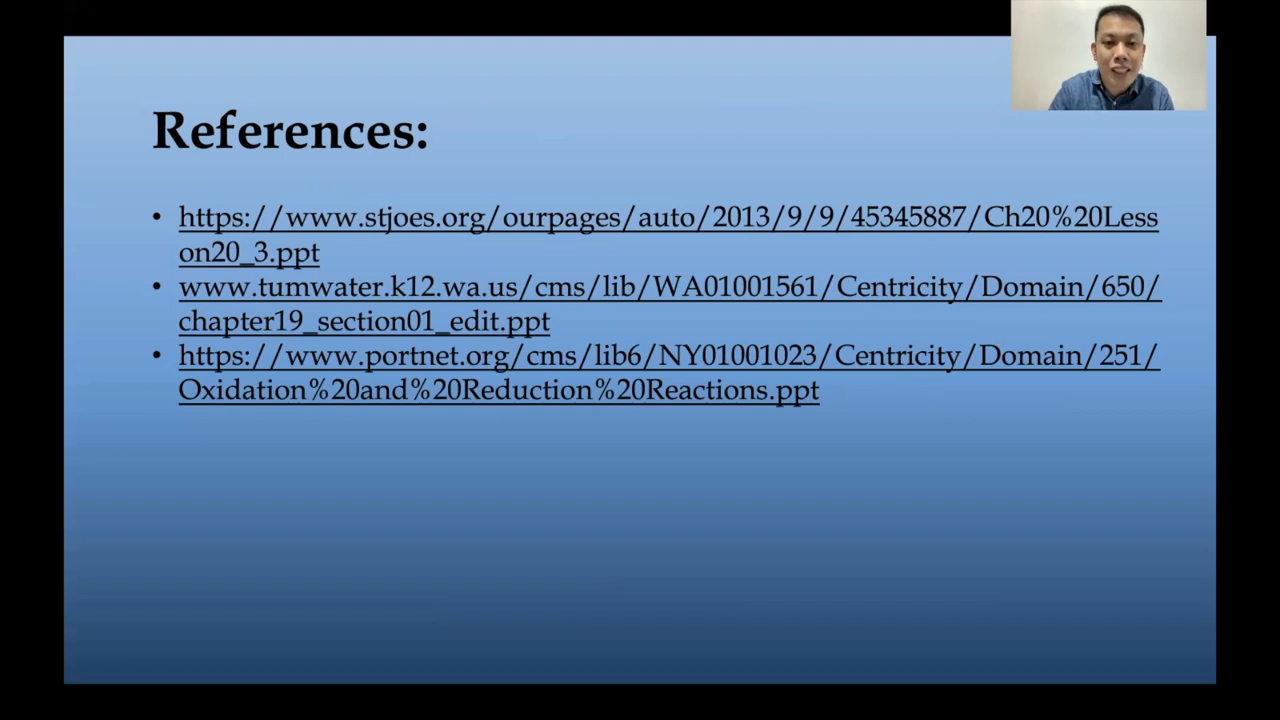 References:
• https://www.stjoes.org/ourpages/auto/2013/9/9/45345887/Ch20%20Less
on20_3.ppt
• www.tumwater.k12.wa.us/cms/lib/WA01001561/Centricity/Domain/650/
chapter19_section01_edit.ppt
• https://www.portnet.org/cms/lib6/NY01001023/Centricity/Domain/251/
Oxidation%20and%20Reduction%20Reactions.ppt